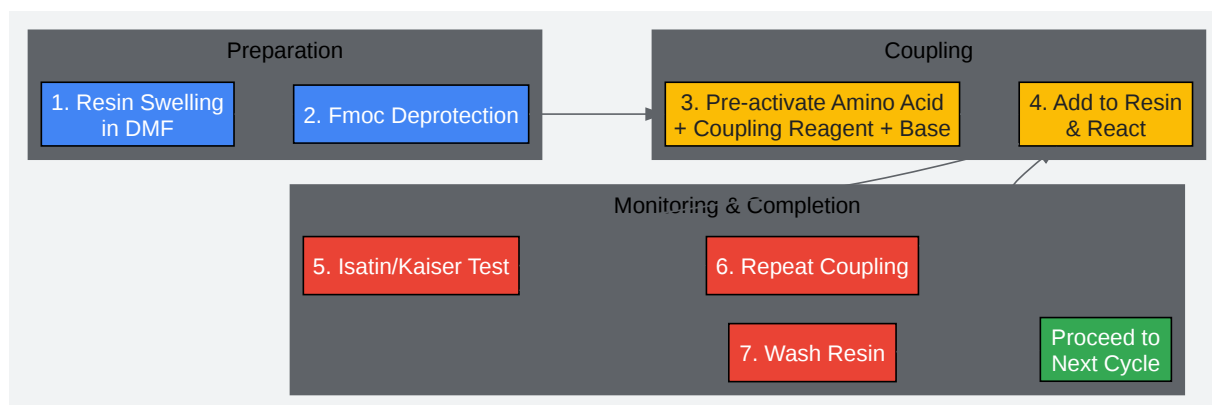 Preparation
1. Resin Swelling
in DMF
2. Fmoc Deprotection
Coupling
3. Pre-activate Amino Acid
+ Coupling Reagent + Base
4. Add to Resin
& React
Monitoring & Completion
5. Isatin/Kaiser Test
6. Repeat Coupling
7. Wash Resin
Proceed to
Next Cycle